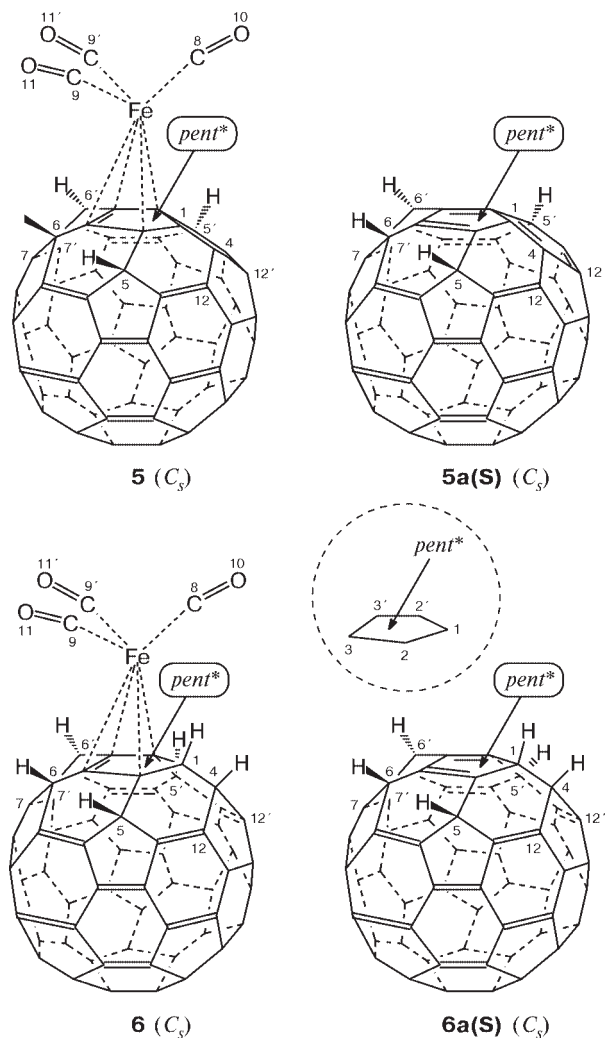 11′ 10
O 9′ 8 O
O C C
11 C
9
Fe
pent* pent*
H 6′ H H 6′ 1 H
6 1 5′ H 6 5′
7 7′ H 4 7 7′ H 4
5 12 12′ 5 12 12′
5 (Cs) 5a(S) (Cs)
pent*
11′ 10
O 9′ 8 O
O C C
11 C
9
3′ 2′
3 2 1
Fe
pent* pent*
H H H H H H
6′ 1 H 6′ 1 H
H 6 5′ H 6 5′
7 7′ H 4 7 7′ H 4
5 12 12′ 5 12 12′
6 (Cs) 6a(S) (Cs)